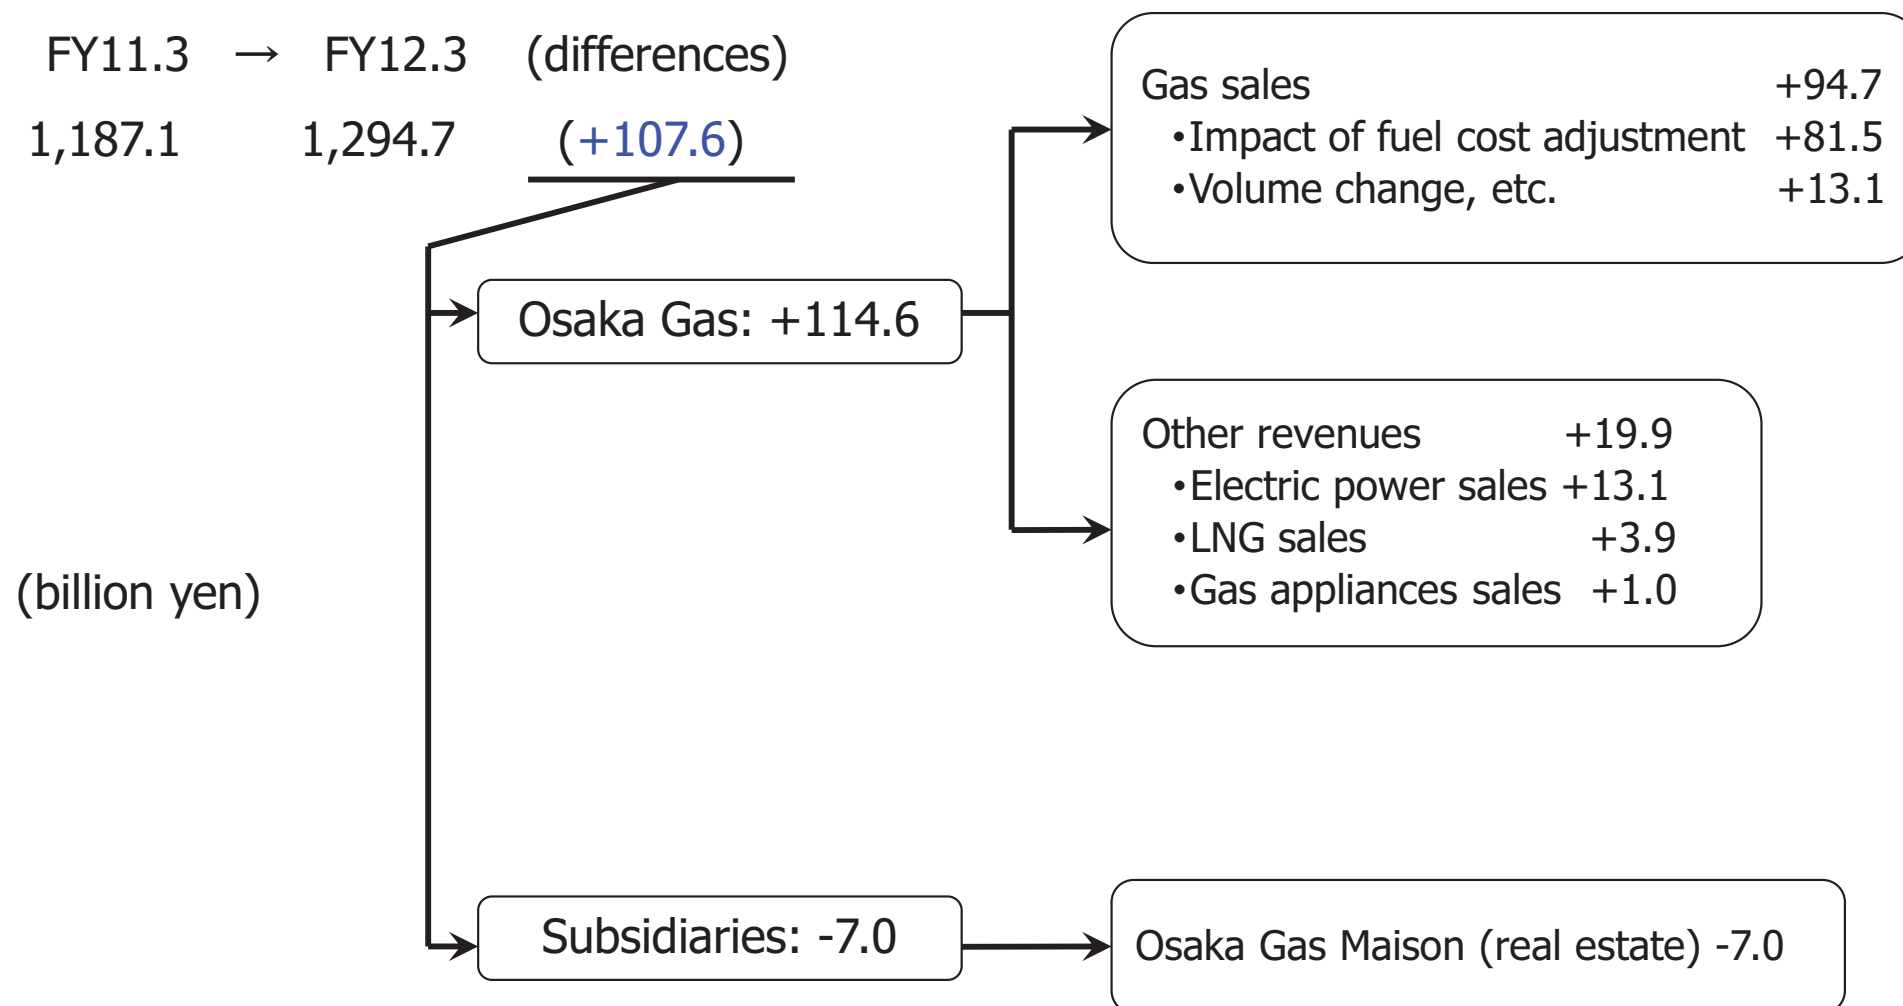 FY11.3 → FY12.3 (differences)
1,187.1 1,294.7 (+107.6)
Gas sales +94.7
•Impact of fuel cost adjustment +81.5
•Volume change, etc. +13.1
Osaka Gas: +114.6
Other revenues +19.9
•Electric power sales +13.1
•LNG sales +3.9
•Gas appliances sales +1.0
(billion yen)
Subsidiaries: -7.0
Osaka Gas Maison (real estate) -7.0